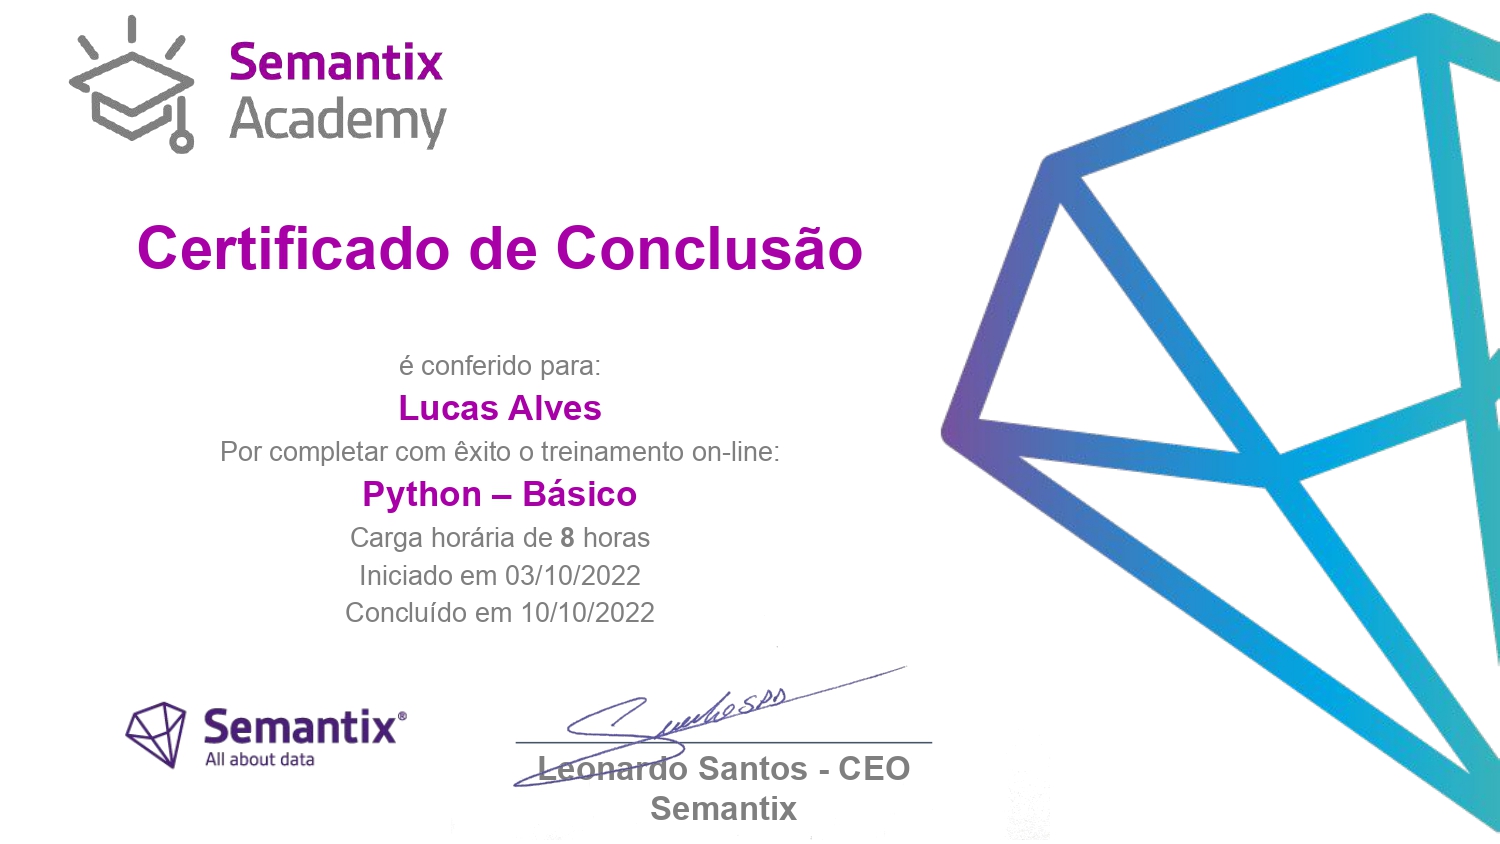 Semantix
Academy
Certificado de Conclusão
é conferido para:
Lucas Alves
Por completar com êxito o treinamento on-line:
Python – Básico
Carga horária de 8 horas
Iniciado em 03/10/2022
Concluído em 10/10/2022
Semantix®
All about data
Leonardo Santos - CEO
Semantix